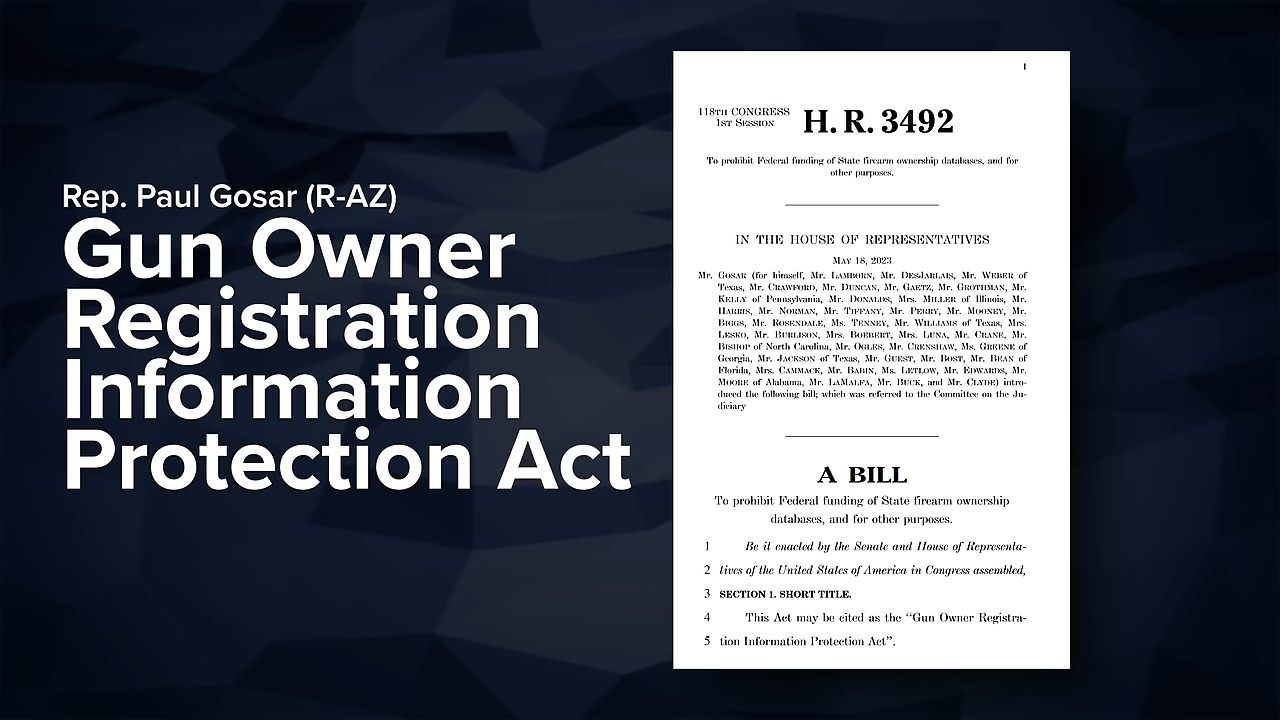 Rep. Paul Gosar (R-AZ)
Gun Owner
Registration
Information
Protection Act
I
118TH CONGRESS
1ST SESSION
H. R. 3492
To prohibit Federal funding of State firearm ownership databases, and for
other purposes.
IN THE HOUSE OF REPRESENTATIVES
MAY 18, 2023
Mr. GOSAR (for himself, Mr. LAMBORN, Mr. DESJARLAIS, Mr. WEBER of
Texas, Mr. CRAWFORD, Mr. DUNCAN, Mr. GAETZ, Mr. GROTHMAN, Mr.
KELLY of Pennsylvania, Mr. DONALDS, Mrs. MILLER of Illinois, Mr.
HARRIS, Mr. NORMAN, Mr. TIFFANY, Mr. PERRY, Mr. MOONEY, Mr.
BIGGS, Mr. ROSENDALE, Ms. TENNEY, Mr. WILLIAMS of Texas, Mrs.
LESKO, Mr. BURLISON, Mrs. BOEBERT, Mrs. LUNA, Mr. CRANE, Mr.
BISHOP of North Carolina, Mr. OGLES, Mr. CRENSHAW, Ms. GREENE of
Georgia, Mr. JACKSON of Texas, Mr. GUEST, Mr. BOST, Mr. BEAN of
Florida, Mrs. CAMMACK, Mr. BABIN, Ms. LETLOW, Mr. EDWARDS, Mr.
MOORE of Alabama, Mr. LAMALFA, Mr. BUCK, and Mr. CLYDE) intro-
duced the following bill; which was referred to the Committee on the Ju-
diciary
A BILL
To prohibit Federal funding of State firearm ownership
databases, and for other purposes.
1 Be it enacted by the Senate and House of Representa-
2 tives of the United States of America in Congress assembled,
3 SECTION 1. SHORT TITLE.
4 This Act may be cited as the “Gun Owner Registra-
5 tion Information Protection Act”.